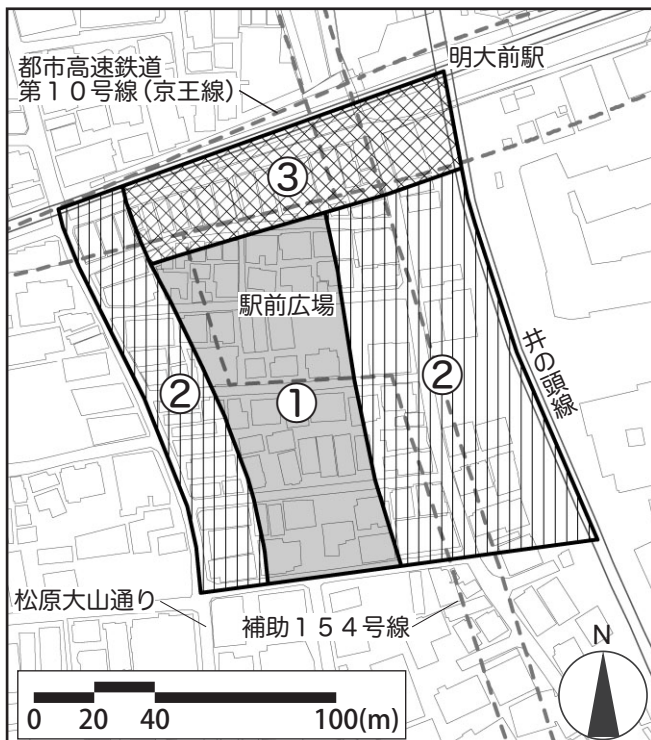 都市高速鉄道
第１０号線（京王線）
明大前駅
③
駅前広場
②
①
②
井の頭線
松原大山通り
補助１５４号線
N
0 20 40 100(m)